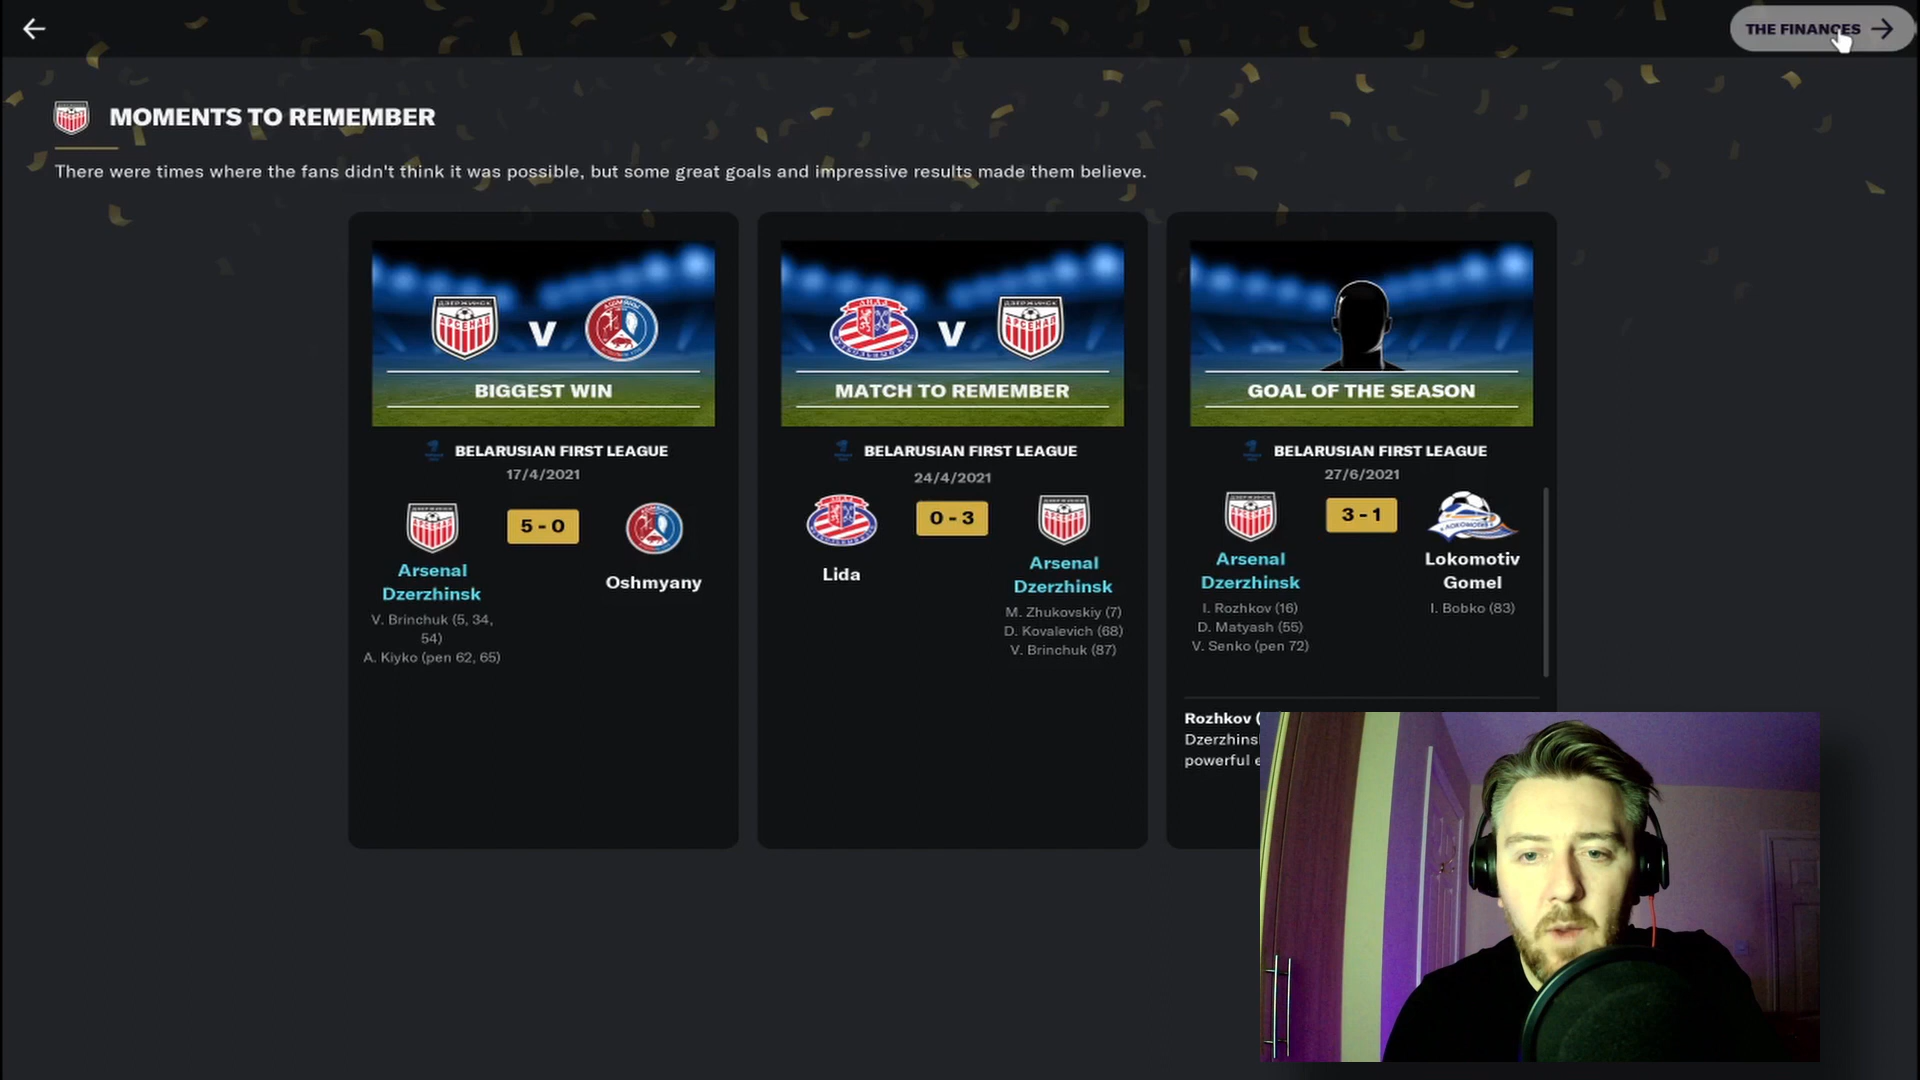 THE FINANCES
MOMENTS TO REMEMBER
There were times where the fans didn't think it was possible, but some great goals and impressive results made them believe.
ДЗЕРЖИНСК
АРСЕНАЛ
V
BIGGEST WIN
BELARUSIAN FIRST LEAGUE
17/4/2021
5 - 0
Arsenal
Dzerzhinsk
Oshmyany
V. Brinchuk (5, 34,
54)
A. Kiyko (pen 62, 65)
ЛИДА
V
ДЗЕРЖИНСК
АРСЕНАЛ
MATCH TO REMEMBER
BELARUSIAN FIRST LEAGUE
24/4/2021
0 - 3
Lida
Arsenal
Dzerzhinsk
M. Zhukovskiy (7)
D. Kovalevich (68)
V. Brinchuk (87)
GOAL OF THE SEASON
BELARUSIAN FIRST LEAGUE
27/6/2021
3 - 1
Arsenal
Dzerzhinsk
Lokomotiv
Gomel
I. Rozhkov (16)
D. Matyash (55)
V. Senko (pen 72)
I. Bobko (83)
Rozhkov (
Dzerzhins
powerful e